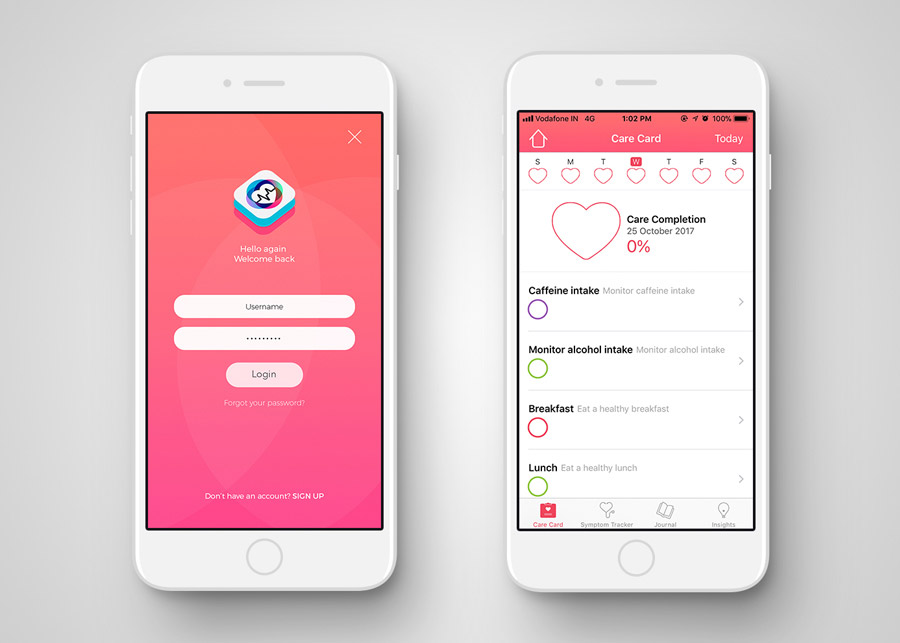 Hello again
Welcome back
Username
Login
Forgot your password?
Don't have an account? SIGN UP
Vodafone IN 4G 1:02 PM 100%
Care Card Today
S M T W T F S
Care Completion
25 October 2017
0%
Caffeine intake Monitor caffeine intake
Monitor alcohol intake Monitor alcohol intake
Breakfast Eat a healthy breakfast
Lunch Eat a healthy lunch
Care Card Symptom Tracker Journal Insights